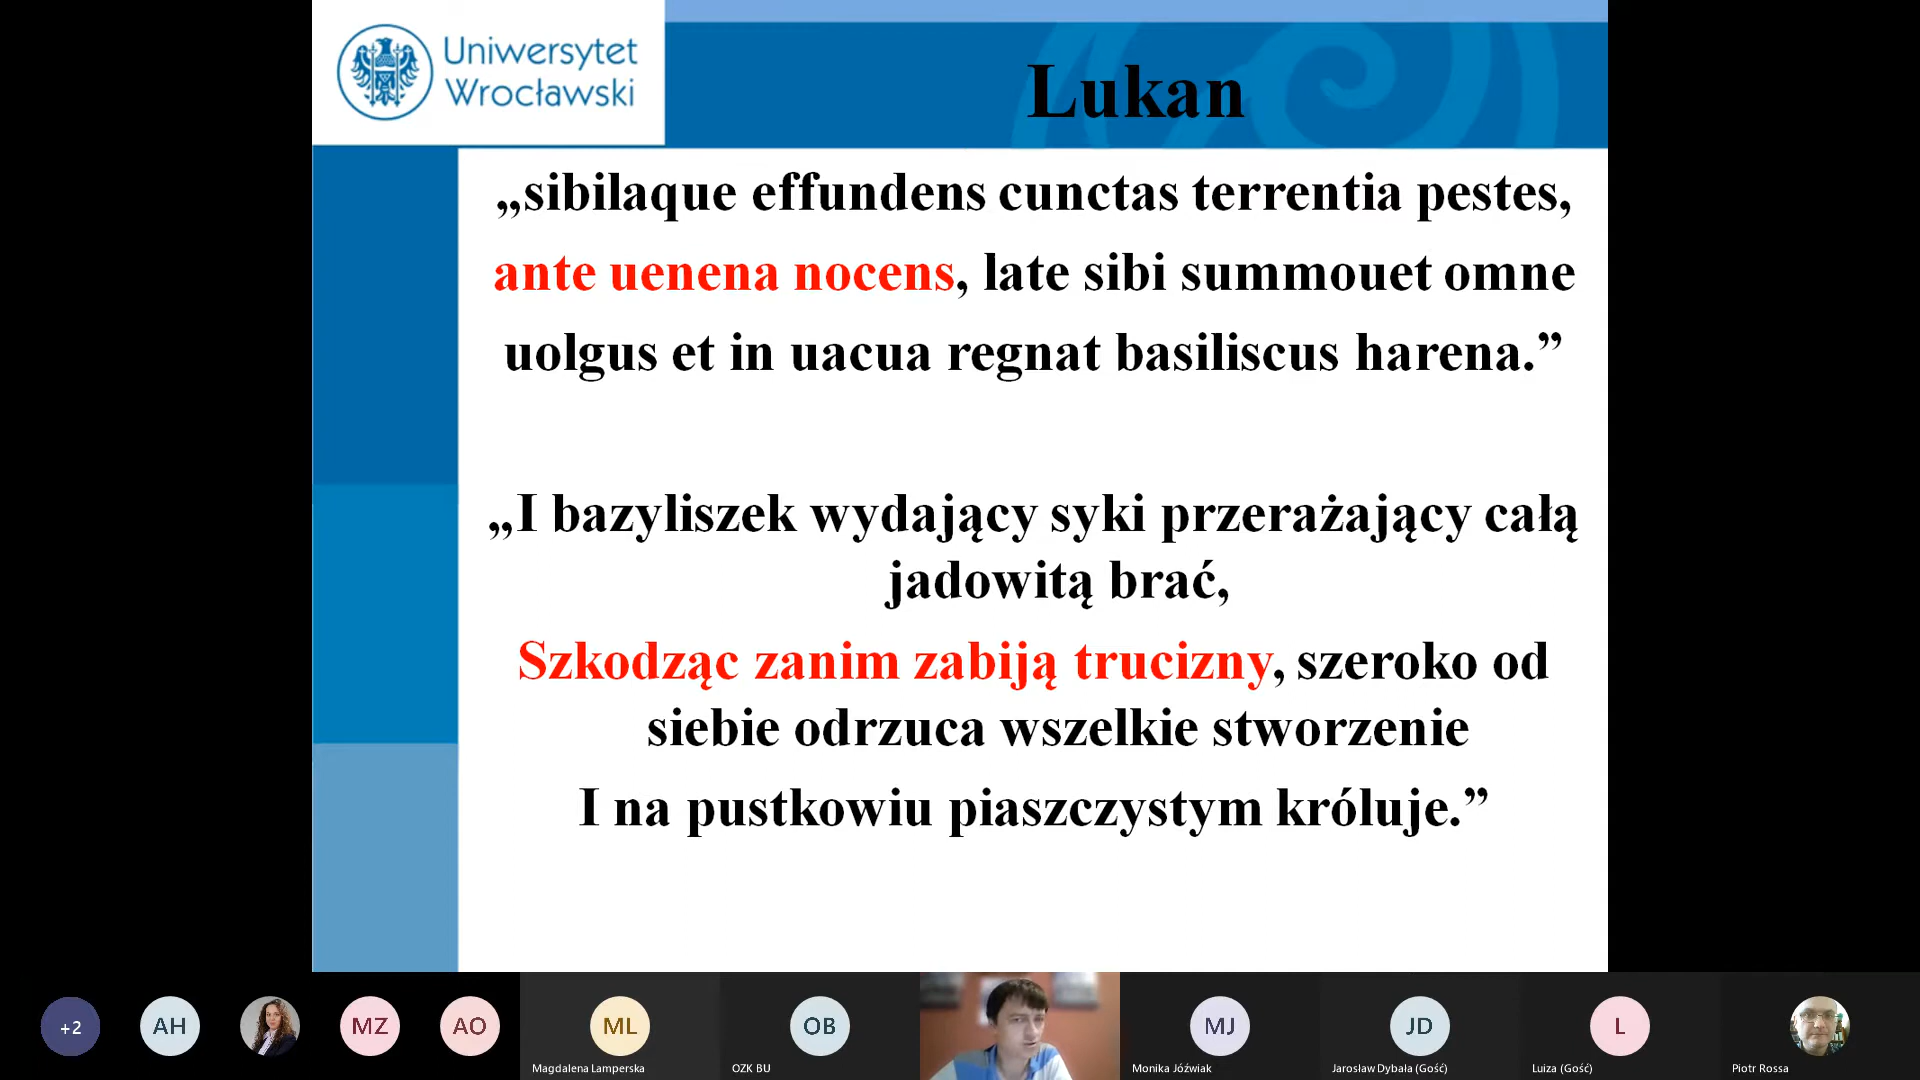 Uniwersytet
Wrocławski
Lukan
„sibilaque effundens cunctas terrentia pestes,
ante uenena nocens, late sibi summouet omne
uolgus et in uacua regnat basiliscus harena.”
„I bazyliszek wydający syki przerażający całą
jadowitą brać,
Szkodząc zanim zabiją trucizny, szeroko od
siebie odrzuca wszelkie stworzenie
I na pustkowiu piaszczystym króluje.”
+2
AH
MZ
AO
ML
Magdalena Lamperska
OB
OZK BU
MJ
Monika Jóźwiak
JD
Jarosław Dybała (Gość)
L
Luiza (Gość)
Piotr Rossa